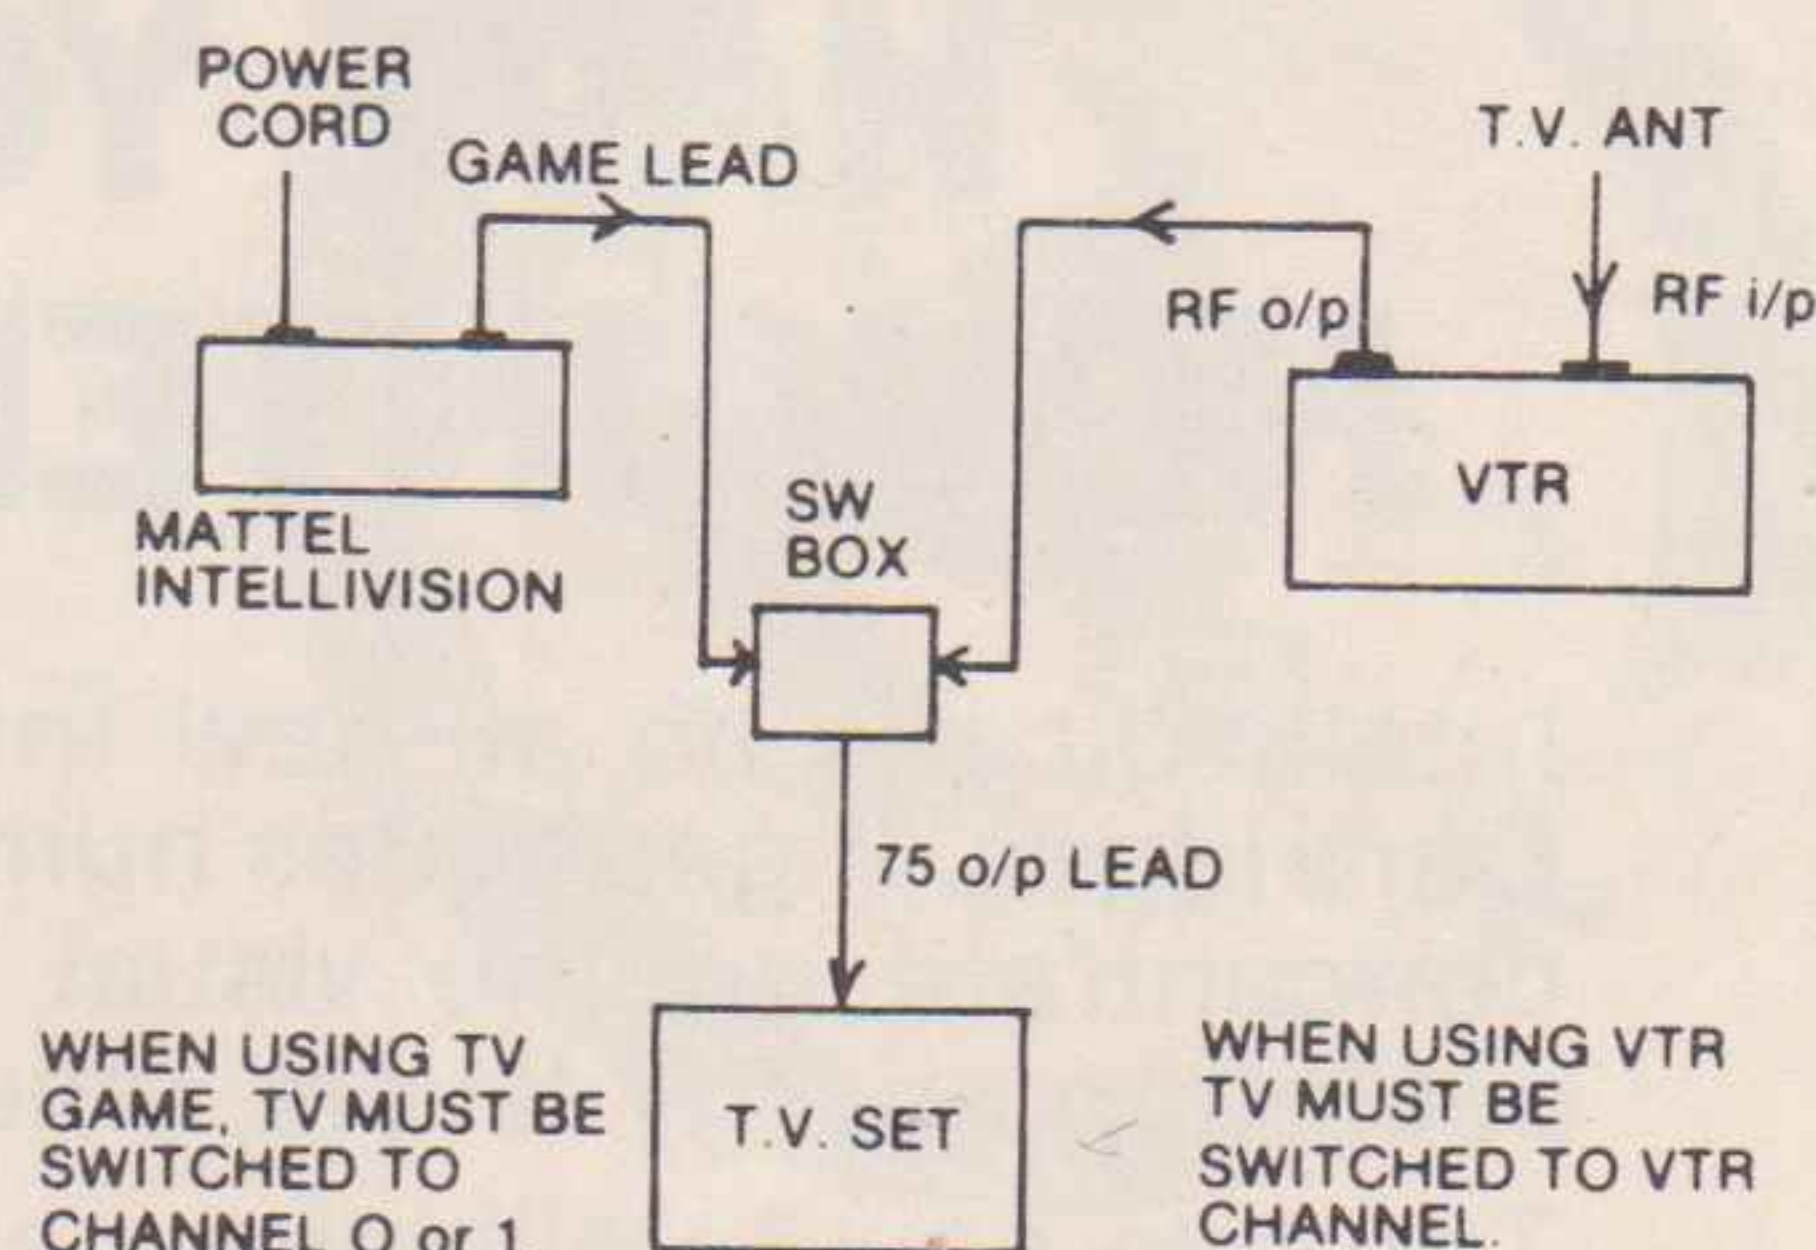 POWER
CORD
GAME LEAD
T.V. ANT
RF o/p
RF i/p
VTR
MATTEL
INTELLIVISION
SW
BOX
75 o/p LEAD
WHEN USING TV
GAME, TV MUST BE
SWITCHED TO
CHANNEL O or 1
T.V. SET
WHEN USING VTR
TV MUST BE
SWITCHED TO VTR
CHANNEL.